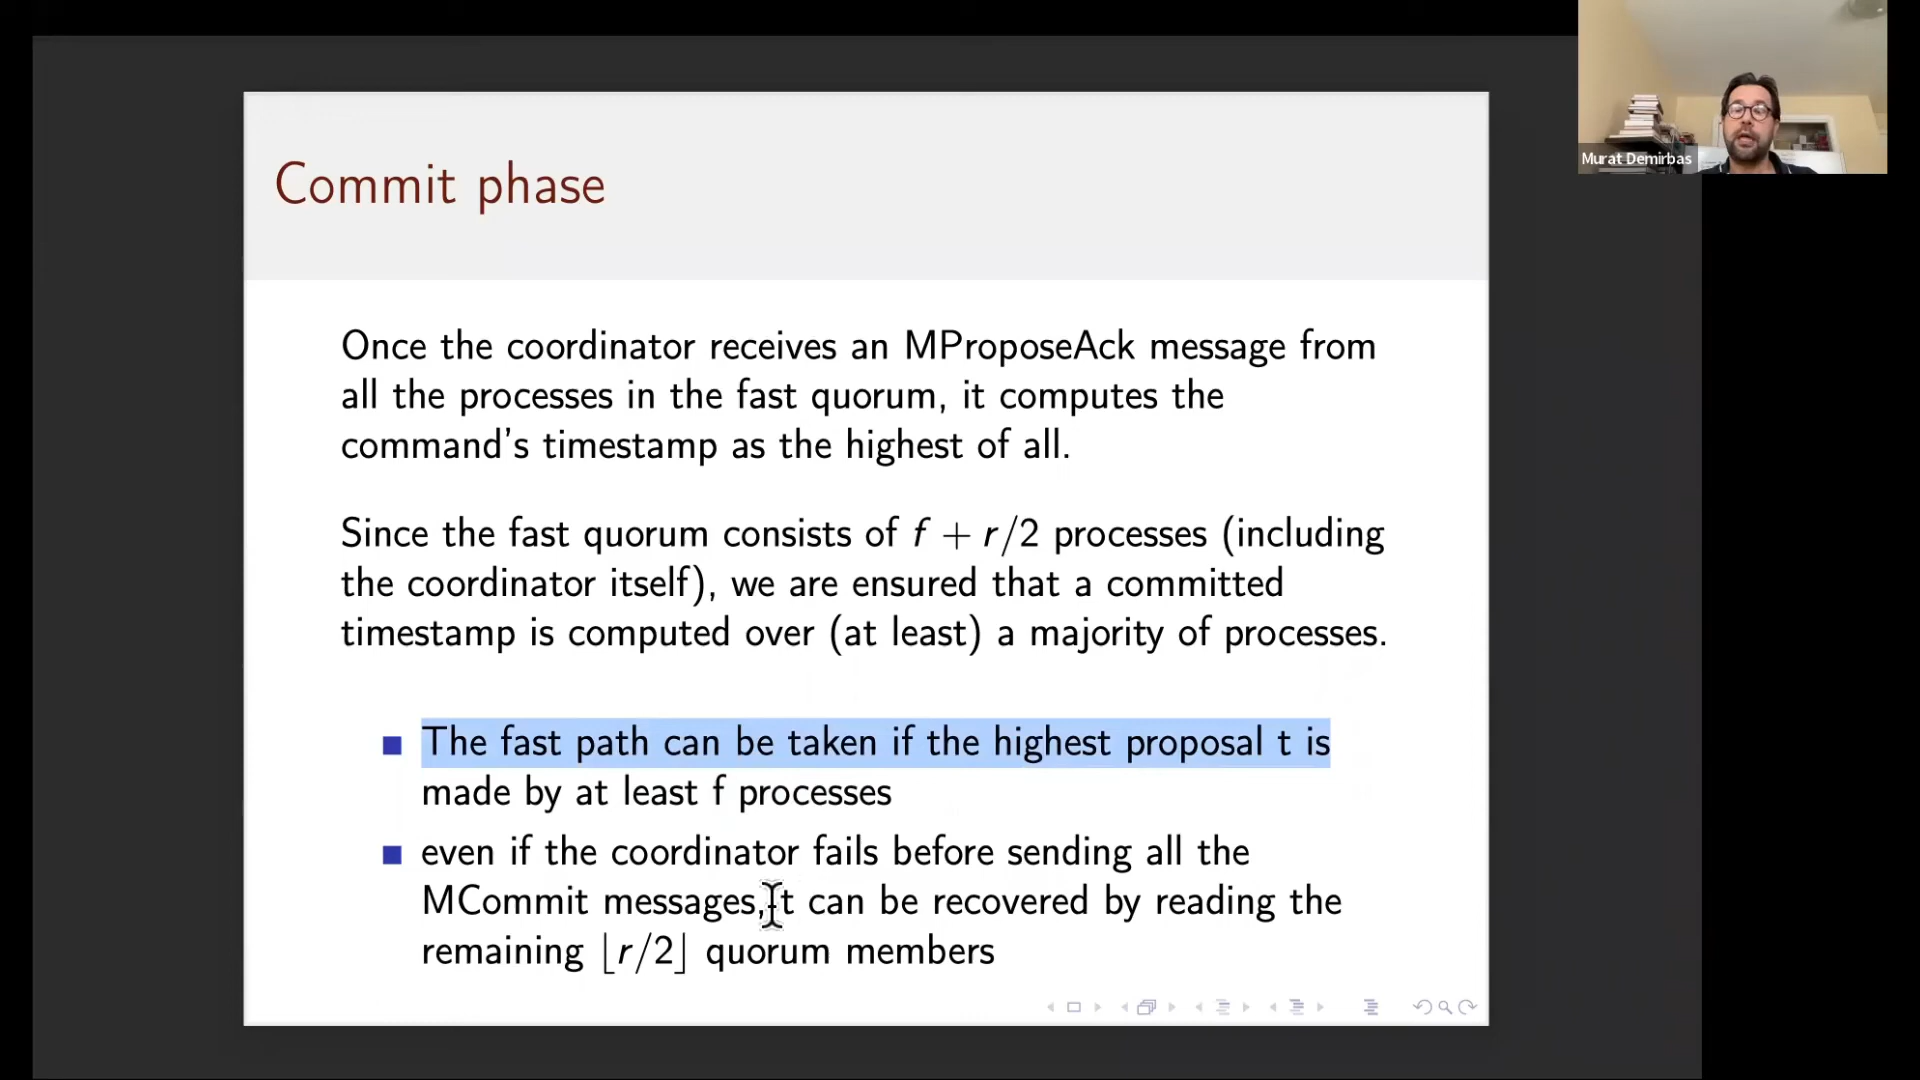 Commit phase
Once the coordinator receives an MProposeAck message from
all the processes in the fast quorum, it computes the
command's timestamp as the highest of all.
Since the fast quorum consists of f + r/2 processes (including
the coordinator itself), we are ensured that a committed
timestamp is computed over (at least) a majority of processes.
The fast path can be taken if the highest proposal t is
made by at least f processes
even if the coordinator fails before sending all the
MCommit messages, it can be recovered by reading the
remaining ⌊r/2⌋ quorum members
Murat Demirbas